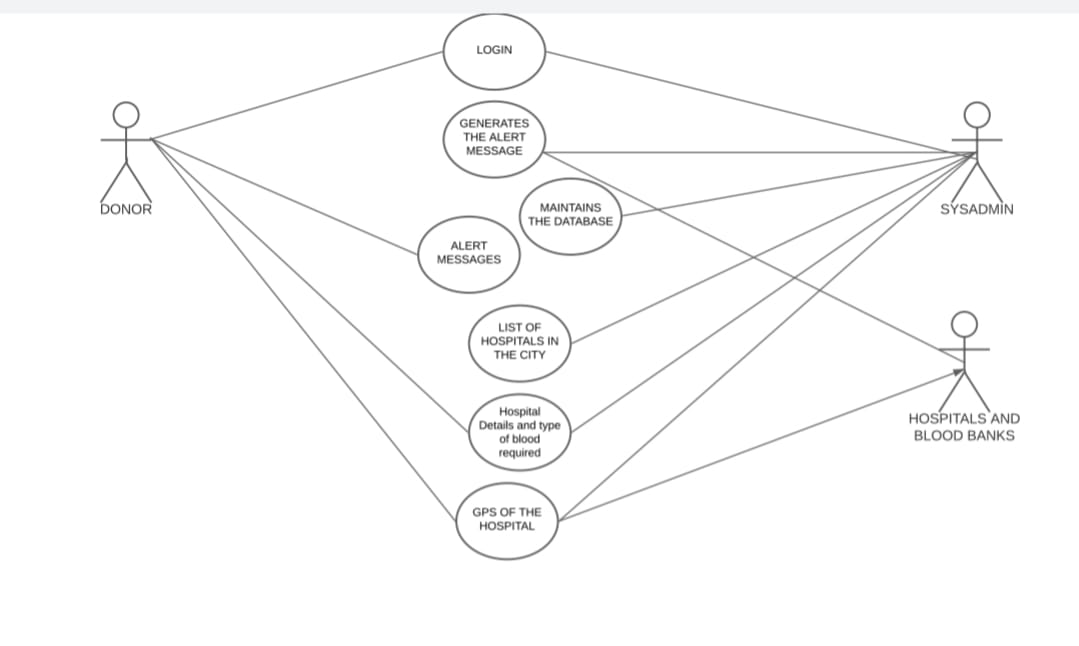 LOGIN
GENERATES
THE ALERT
MESSAGE
MAINTAINS
THE DATABASE
DONOR
SYSADMIN
ALERT
MESSAGES
LIST OF
HOSPITALS IN
THE CITY
Hospital
Details and type
of blood
required
HOSPITALS AND
BLOOD BANKS
GPS OF THE
HOSPITAL